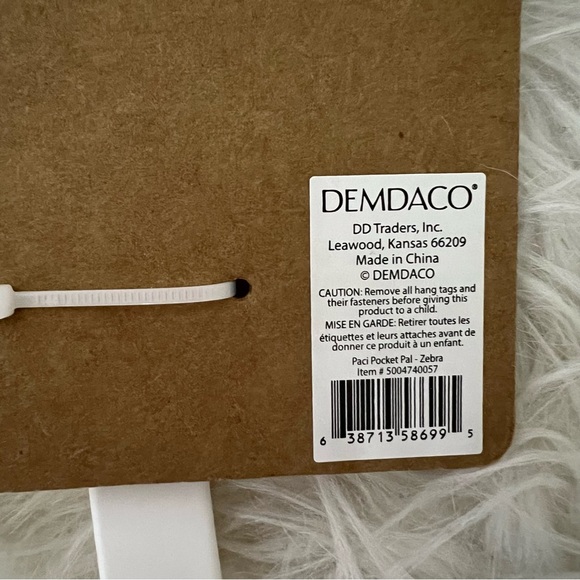 DEMDACO®
DD Traders, Inc.
Leawood, Kansas 66209
Made in China
© DEMDACO
CAUTION: Remove all hang tags and
their fasteners before giving this
product to a child.
MISE EN GARDE: Retirer toutes les
étiquettes et leurs attaches avant de
donner ce produit à un enfant.
Paci Pocket Pal - Zebra
Item # 5004740057
6 38713 58699 5